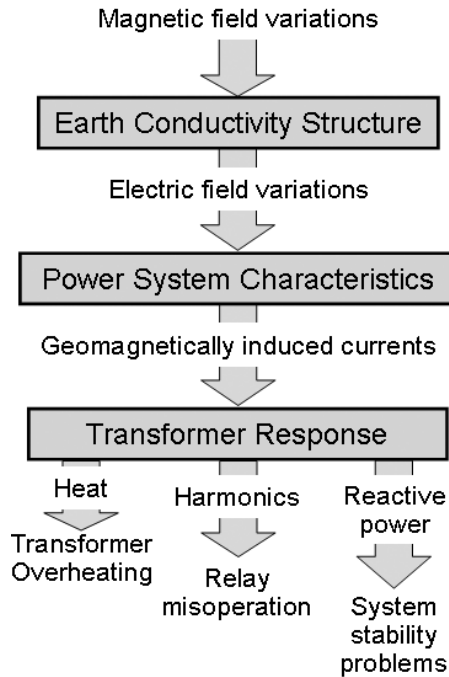 Magnetic field variations
Earth Conductivity Structure
Electric field variations
Power System Characteristics
Geomagnetically induced currents
Transformer Response
Heat
Transformer
Overheating
Harmonics
Relay
misoperation
Reactive
power
System
stability
problems